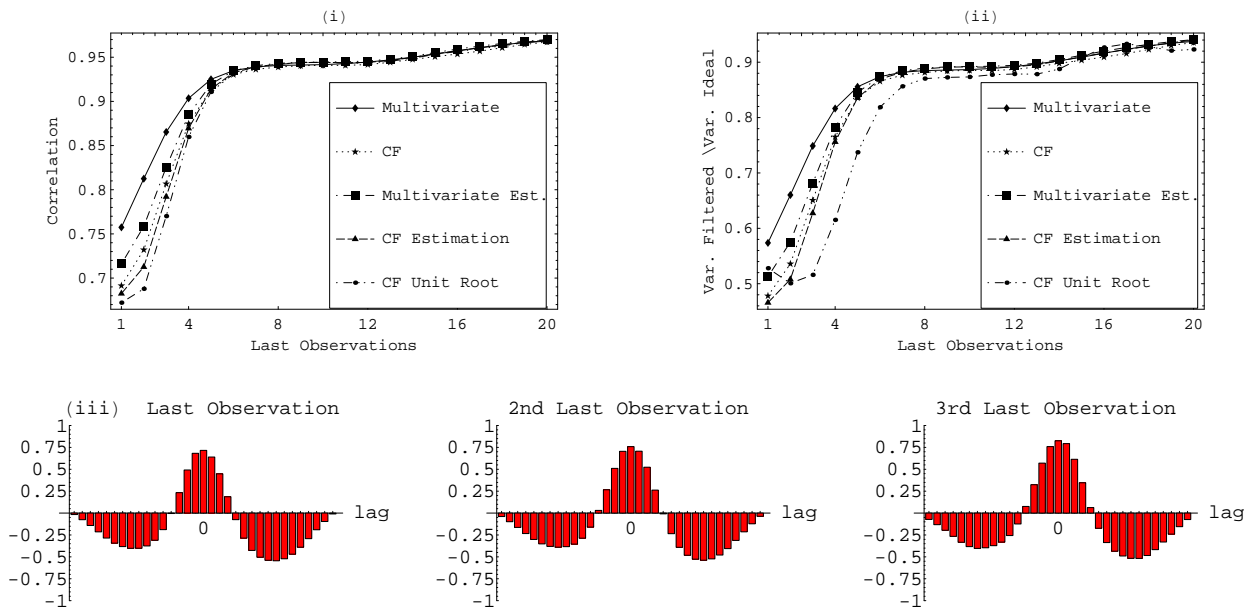 (i)
Correlation
0.95
0.9
0.85
0.8
0.75
0.7
Multivariate
CF
Multivariate Est.
CF Estimation
CF Unit Root
1 4 8 12 16 20
Last Observations
(ii)
Var. Filtered \Var. Ideal
0.9
0.8
0.7
0.6
0.5
Multivariate
CF
Multivariate Est.
CF Estimation
CF Unit Root
1 4 8 12 16 20
Last Observations
(iii) Last Observation
1
0.75
0.5
0.25
-0.25
-0.5
-0.75
-1
0
lag
2nd Last Observation
1
0.75
0.5
0.25
-0.25
-0.5
-0.75
-1
0
lag
3rd Last Observation
1
0.75
0.5
0.25
-0.25
-0.5
-0.75
-1
0
lag